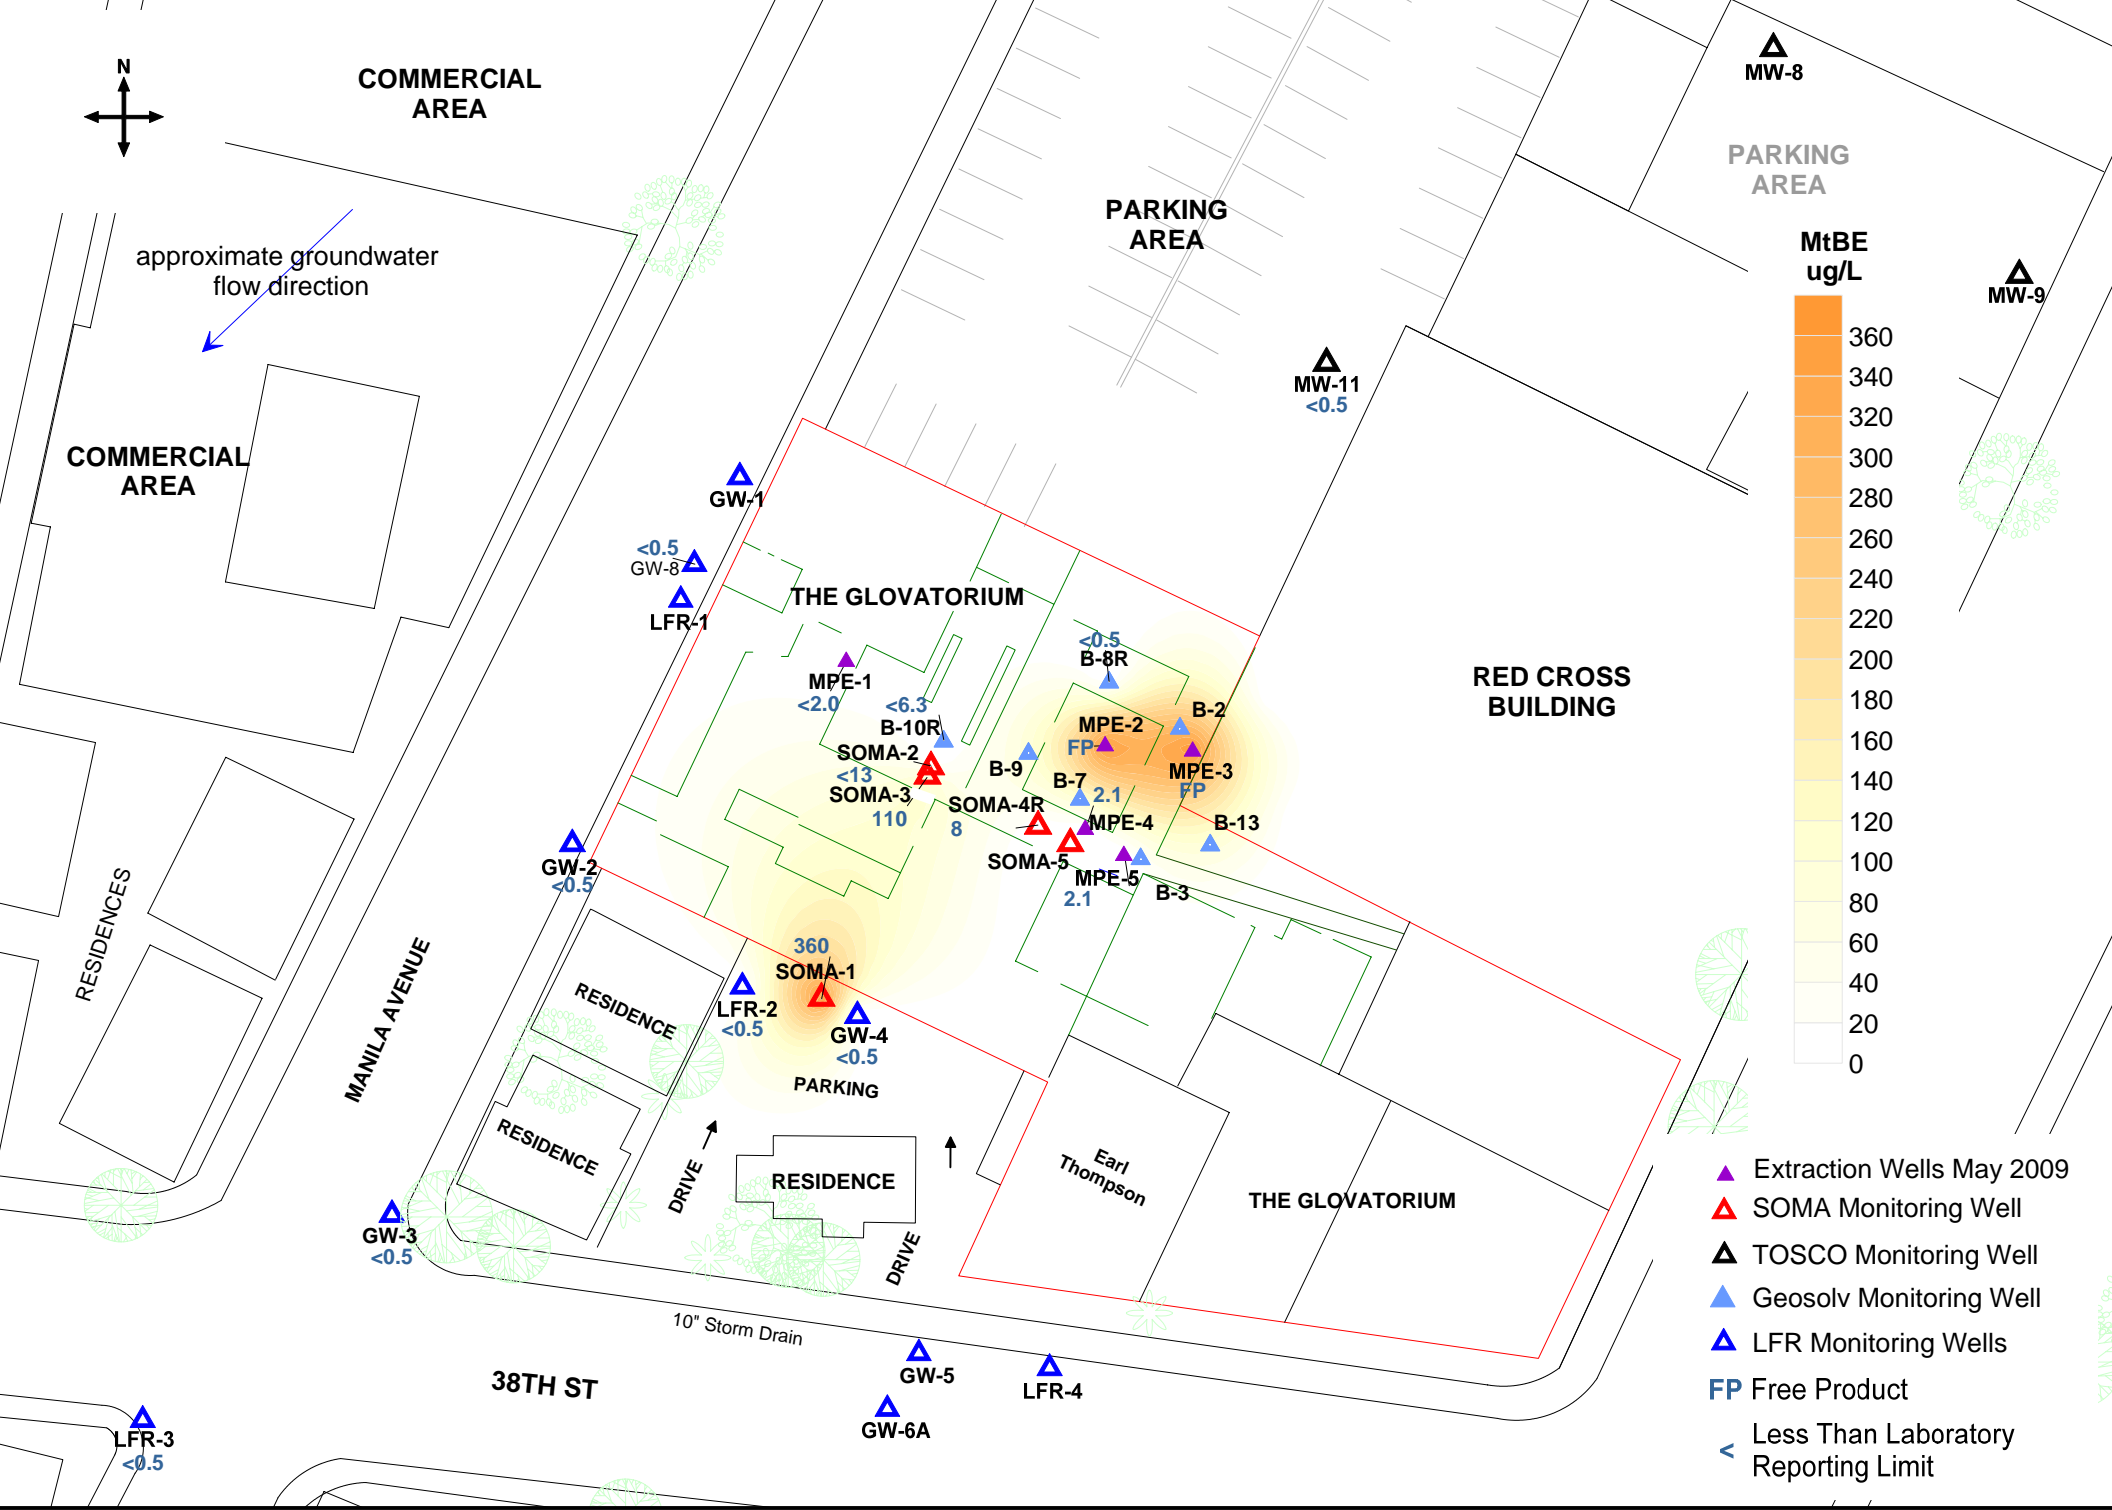 N
COMMERCIAL
AREA
approximate groundwater
flow direction
COMMERCIAL
AREA
PARKING
AREA
MW-8
PARKING
AREA
MW-9
MtBE
ug/L
360
340
320
300
280
260
240
220
200
180
160
140
120
100
80
60
40
20
0
MW-11
<0.5
GW-1
<0.5
GW-8
LFR-1
THE GLOVATORIUM
MPE-1
<2.0
<6.3
B-10R
SOMA-2
<13
SOMA-3
110
<0.5
B-8R
B-2
MPE-2
FP
MPE-3
FP
B-9
B-7
2.1
SOMA-4R
8
MPE-4
B-13
SOMA-5
MPE-5
2.1
B-3
RED CROSS
BUILDING
GW-2
<0.5
RESIDENCES
MANILA AVENUE
360
SOMA-1
LFR-2
<0.5
GW-4
<0.5
PARKING
RESIDENCE
RESIDENCE
DRIVE
RESIDENCE
DRIVE
Earl
Thompson
THE GLOVATORIUM
GW-3
<0.5
10" Storm Drain
38TH ST
GW-5
GW-6A
LFR-4
LFR-3
<0.5
Extraction Wells May 2009
SOMA Monitoring Well
TOSCO Monitoring Well
Geosolv Monitoring Well
LFR Monitoring Wells
FP Free Product
< Less Than Laboratory
Reporting Limit